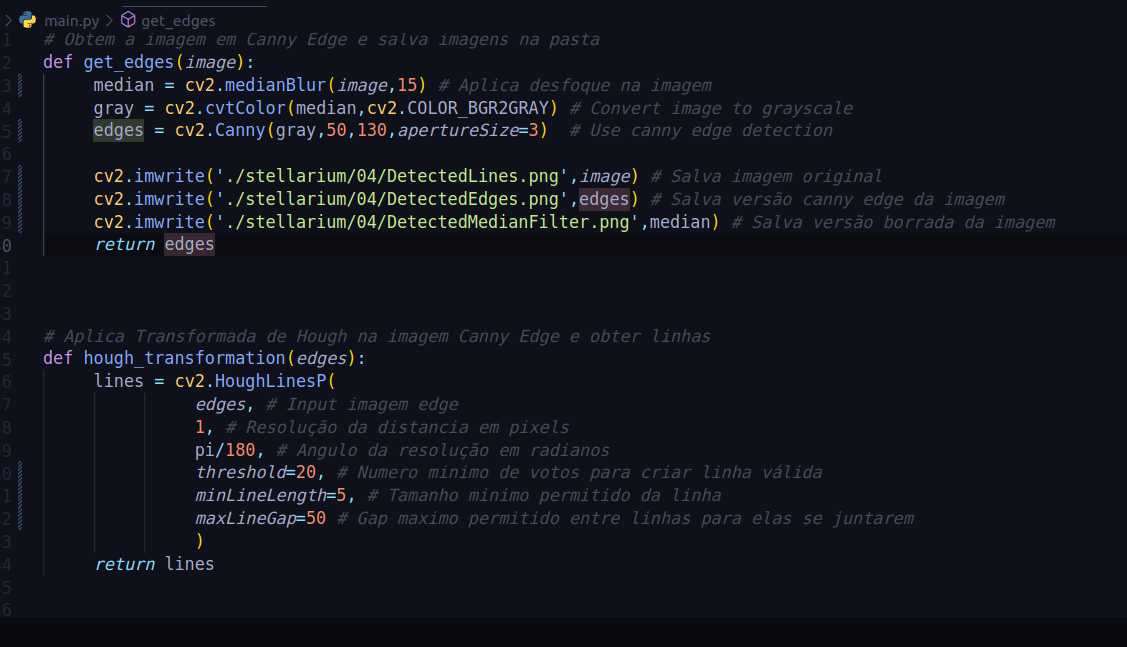 main.py > get_edges
1 # Obtem a imagem em Canny Edge e salva imagens na pasta
2 def get_edges(image):
3 median = cv2.medianBlur(image,15) # Aplica desfoque na imagem
4 gray = cv2.cvtColor(median,cv2.COLOR_BGR2GRAY) # Convert image to grayscale
5 edges = cv2.Canny(gray,50,130,apertureSize=3) # Use canny edge detection
6
7 cv2.imwrite('./stellarium/04/DetectedLines.png',image) # Salva imagem original
8 cv2.imwrite('./stellarium/04/DetectedEdges.png',edges) # Salva versão canny edge da imagem
9 cv2.imwrite('./stellarium/04/DetectedMedianFilter.png',median) # Salva versão borrada da imagem
0 return edges
1
2
3
4 # Aplica Transformada de Hough na imagem Canny Edge e obter linhas
5 def hough_transformation(edges):
6 lines = cv2.HoughLinesP(
7 edges, # Input imagem edge
8 1, # Resolução da distancia em pixels
9 pi/180, # Angulo da resolução em radianos
0 threshold=20, # Numero minimo de votos para criar linha válida
1 minLineLength=5, # Tamanho minimo permitido da linha
2 maxLineGap=50 # Gap maximo permitido entre linhas para elas se juntarem
3 )
4 return lines
5
6